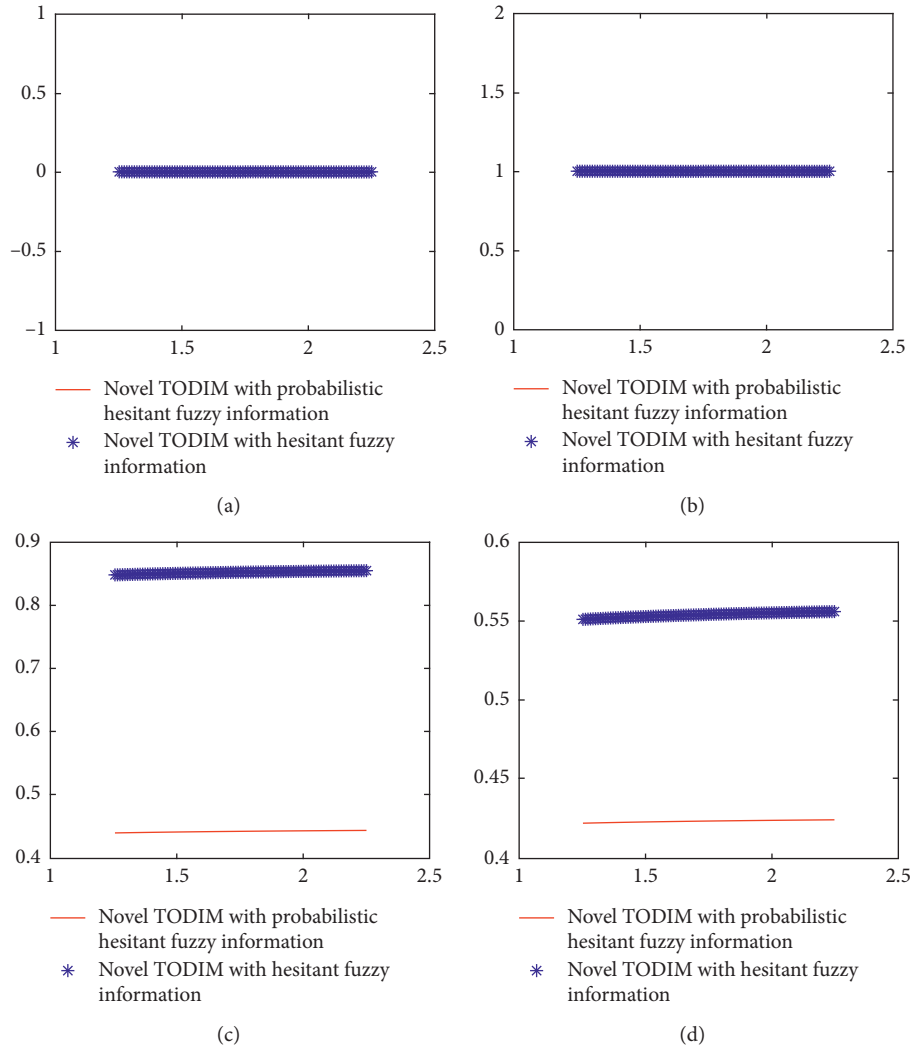 1
0.5
0
−0.5
−1
1
1.5
2
2.5
Novel TODIM with probabilistic
hesitant fuzzy information
Novel TODIM with hesitant fuzzy
information
(a)
2
1.5
1
0.5
0
1
1.5
2
2.5
Novel TODIM with probabilistic
hesitant fuzzy information
Novel TODIM with hesitant fuzzy
information
(b)
0.9
0.8
0.7
0.6
0.5
0.4
1
1.5
2
2.5
Novel TODIM with probabilistic
hesitant fuzzy information
Novel TODIM with hesitant fuzzy
information
(c)
0.6
0.55
0.5
0.45
0.4
1
1.5
2
2.5
Novel TODIM with probabilistic
hesitant fuzzy information
Novel TODIM with hesitant fuzzy
information
(d)